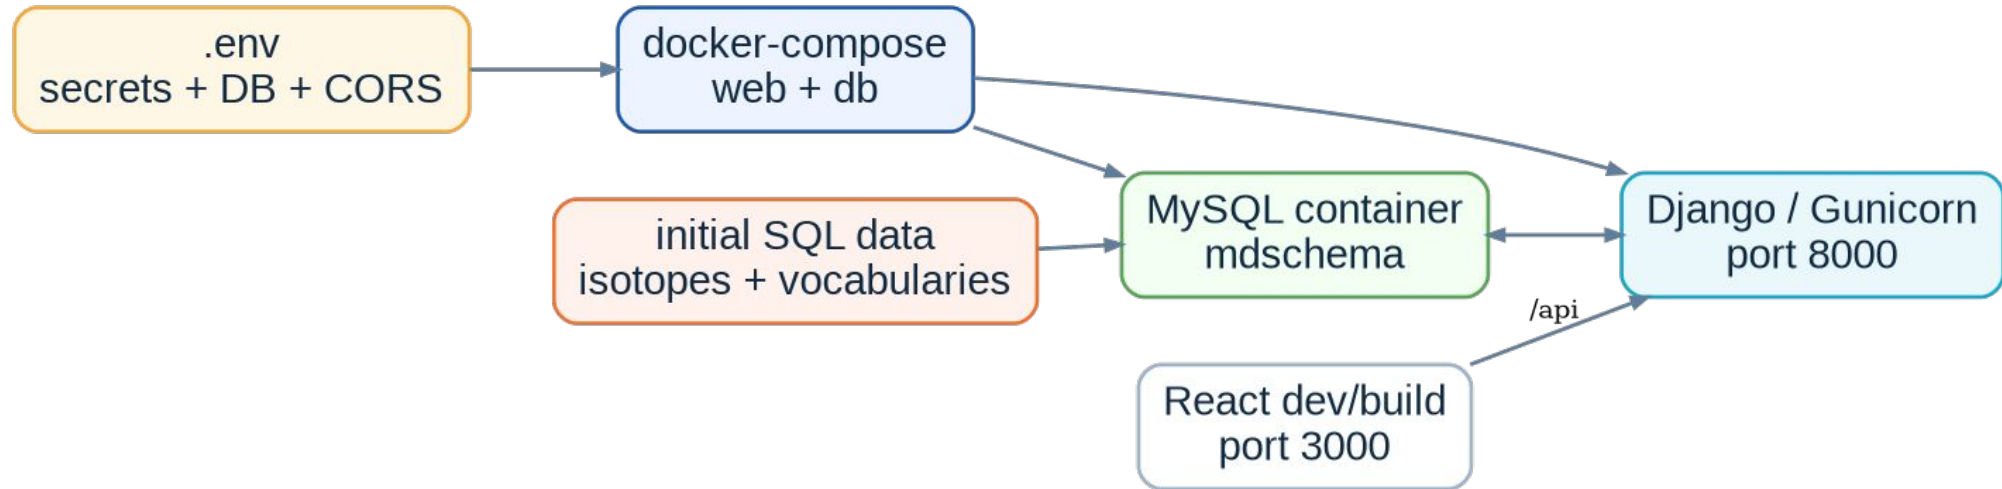 .env
secrets + DB + CORS
docker-compose
web + db
initial SQL data
isotopes + vocabularies
MySQL container
mdschema
Django / Gunicorn
port 8000
/api
React dev/build
port 3000